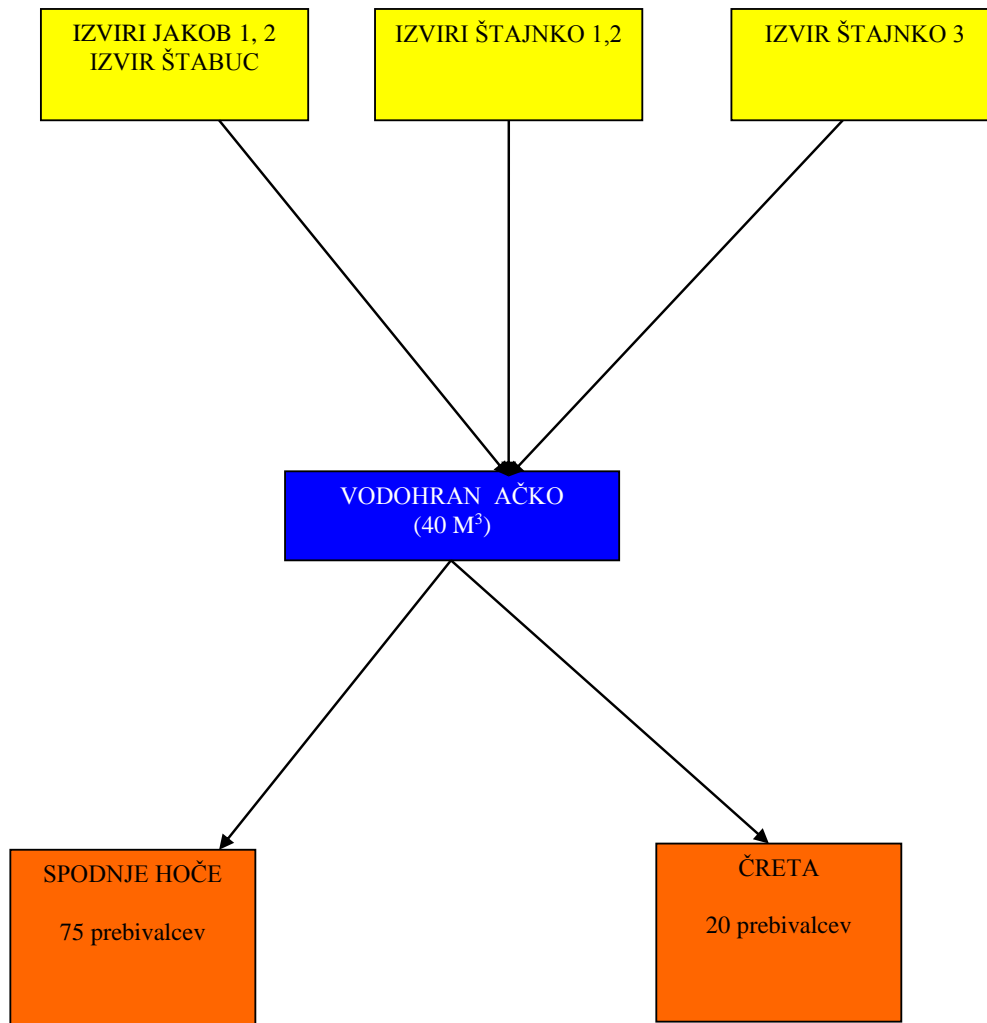 IZVIRI JAKOB 1, 2
IZVIR ŠTABUC
IZVIRI ŠTAJNKO 1,2
IZVIR ŠTAJNKO 3
VODOHRAN  AČKO
(40 M³)
SPODNJE HOČE
75 prebivalcev
ČRETA
20 prebivalcev